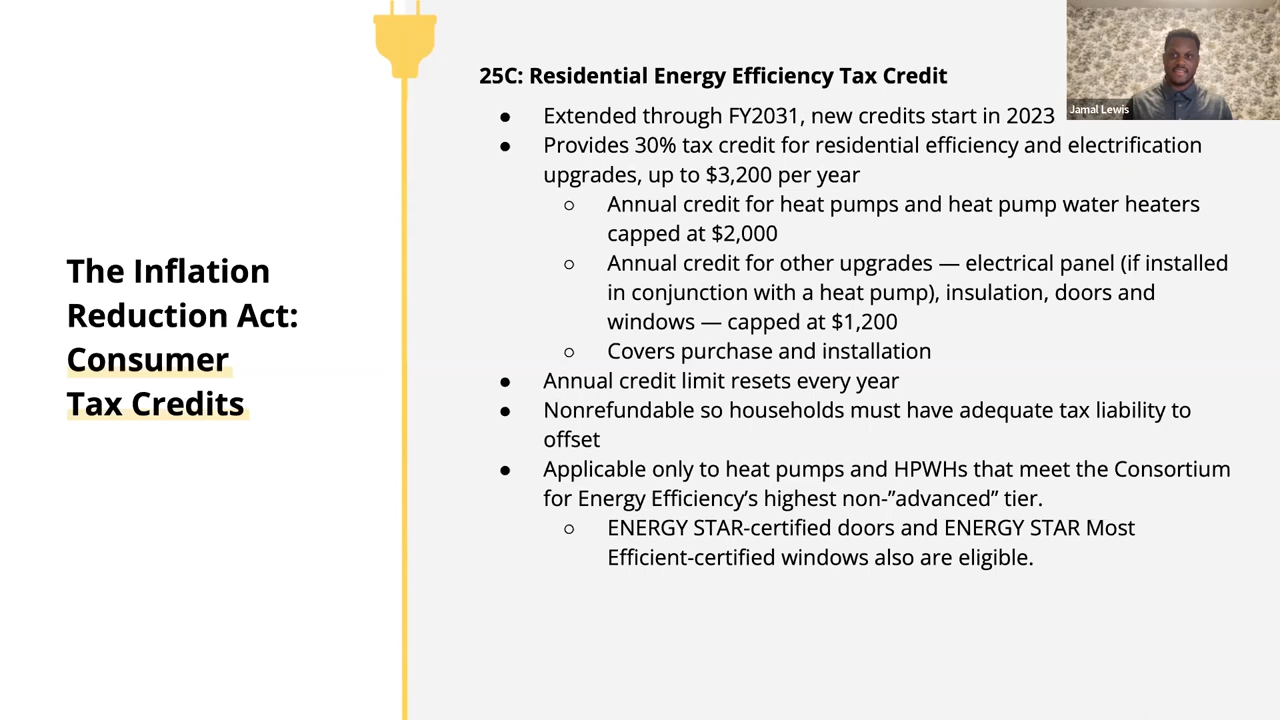 The Inflation
Reduction Act:
Consumer
Tax Credits
25C: Residential Energy Efficiency Tax Credit
● Extended through FY2031, new credits start in 2023
● Provides 30% tax credit for residential efficiency and electrification
upgrades, up to $3,200 per year
○ Annual credit for heat pumps and heat pump water heaters
capped at $2,000
○ Annual credit for other upgrades — electrical panel (if installed
in conjunction with a heat pump), insulation, doors and
windows — capped at $1,200
○ Covers purchase and installation
● Annual credit limit resets every year
● Nonrefundable so households must have adequate tax liability to
offset
● Applicable only to heat pumps and HPWHs that meet the Consortium
for Energy Efficiency’s highest non-”advanced” tier.
○ ENERGY STAR-certified doors and ENERGY STAR Most
Efficient-certified windows also are eligible.
Jamal Lewis